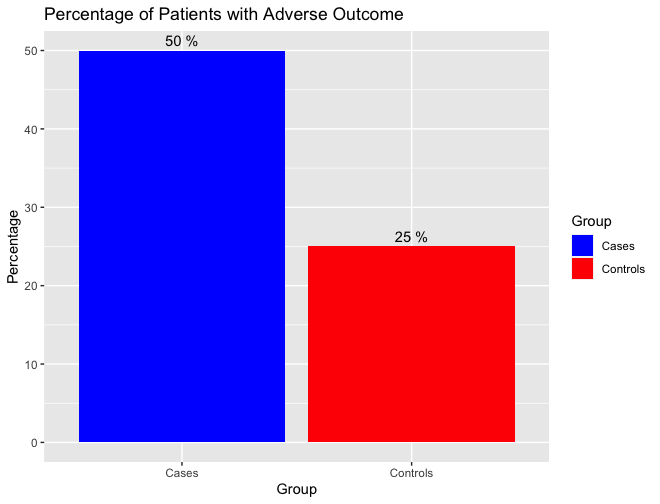 Percentage of Patients with Adverse Outcome
50 %
50
40
30
25 %
20
10
0
Percentage
Cases
Controls
Group
Group
Cases
Controls